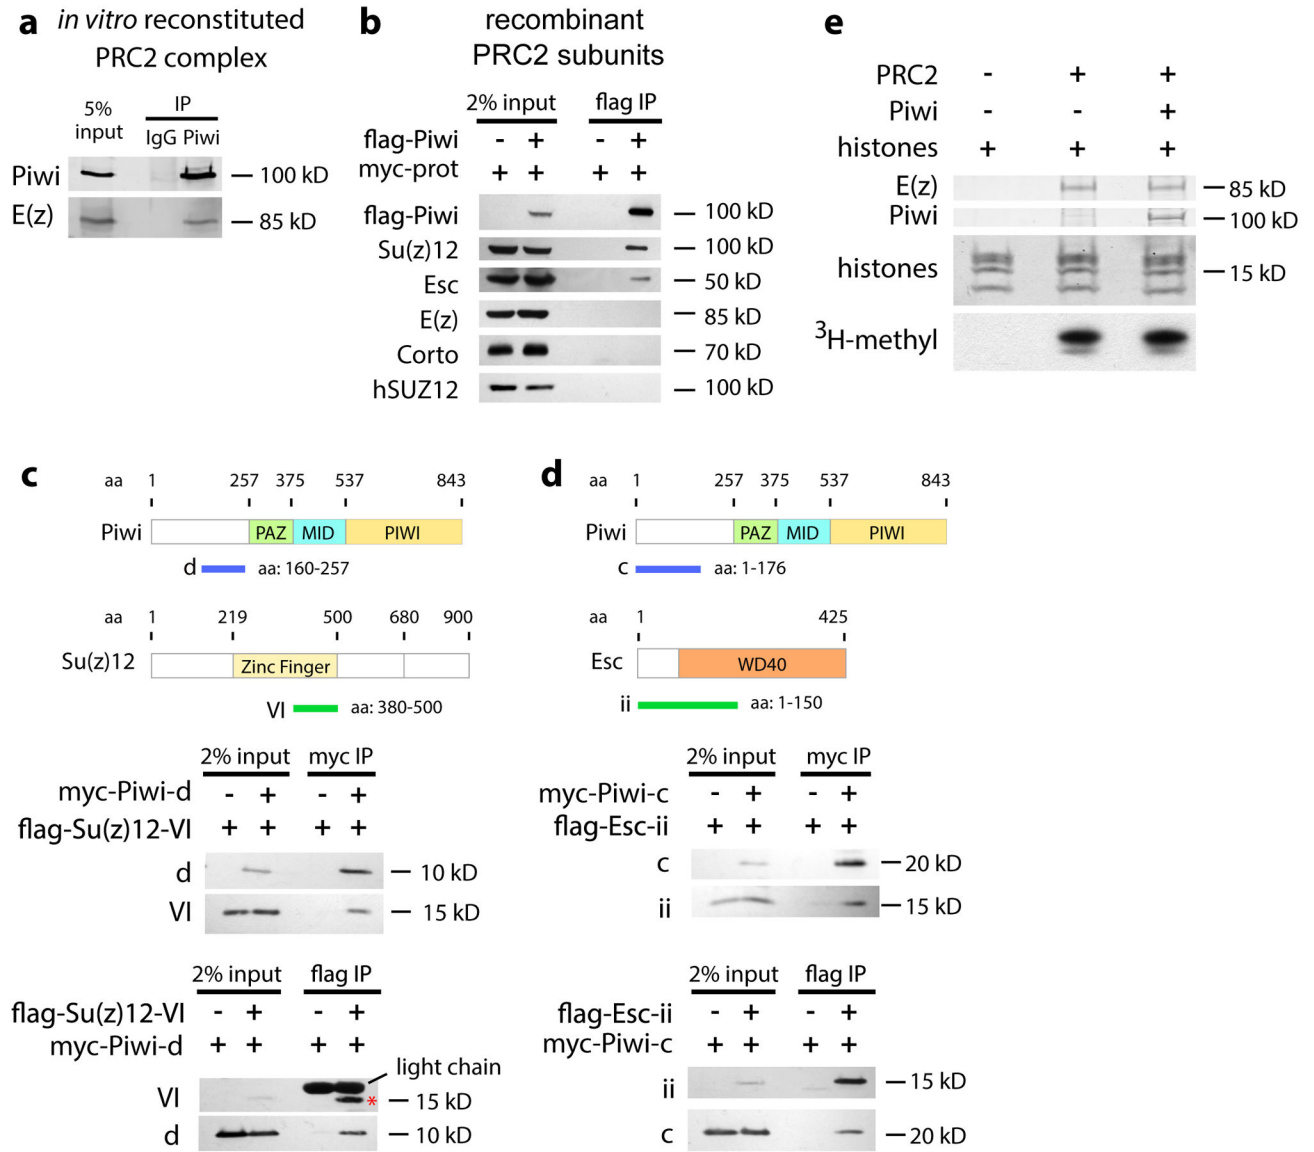 a in vitro reconstituted
PRC2 complex
5%
input
IP
IgG Piwi
Piwi
100 kD
E(z)
85 kD
b recombinant
PRC2 subunits
2% input flag IP
flag-Piwi - + - +
myc-prot + + + +
flag-Piwi 100 kD
Su(z)12 100 kD
Esc 50 kD
E(z) 85 kD
Corto 70 kD
hSUZ12 100 kD
e
PRC2 - + +
Piwi - - +
histones + + +
E(z) 85 kD
Piwi 100 kD
histones 15 kD
3H-methyl
c
aa 1 257 375 537 843
Piwi PAZ MID PIWI
d aa: 160-257
aa 1 219 500 680 900
Su(z)12 Zinc Finger
VI aa: 380-500
2% input myc IP
myc-Piwi-d - + - +
flag-Su(z)12-VI + + + +
d 10 kD
VI 15 kD
2% input flag IP
flag-Su(z)12-VI - + - +
myc-Piwi-d + + + +
light chain
VI * 15 kD
d 10 kD
d
aa 1 257 375 537 843
Piwi PAZ MID PIWI
c aa: 1-176
aa 1 425
Esc WD40
ii aa: 1-150
2% input myc IP
myc-Piwi-c - + - +
flag-Esc-ii + + + +
c 20 kD
ii 15 kD
2% input flag IP
flag-Esc-ii - + - +
myc-Piwi-c + + + +
ii 15 kD
c 20 kD